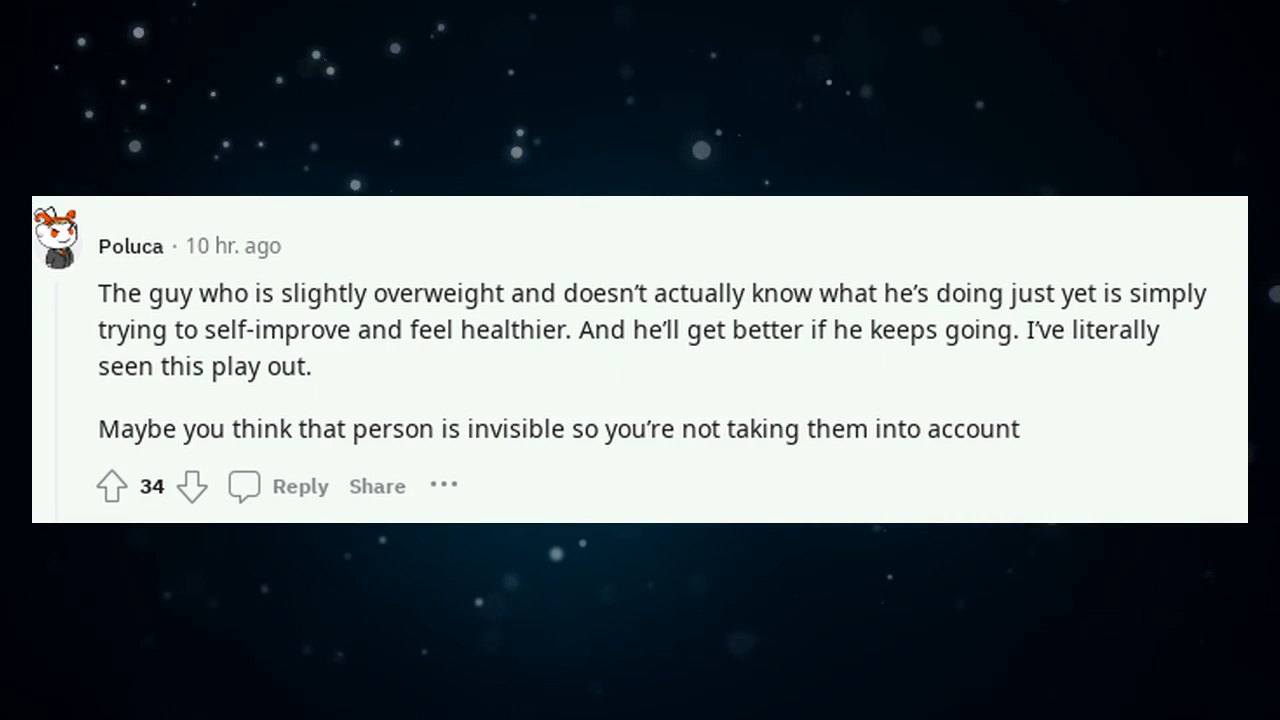 Poluca · 10 hr. ago
The guy who is slightly overweight and doesn’t actually know what he’s doing just yet is simply
trying to self-improve and feel healthier. And he’ll get better if he keeps going. I’ve literally
seen this play out.
Maybe you think that person is invisible so you’re not taking them into account
34 Reply Share •••